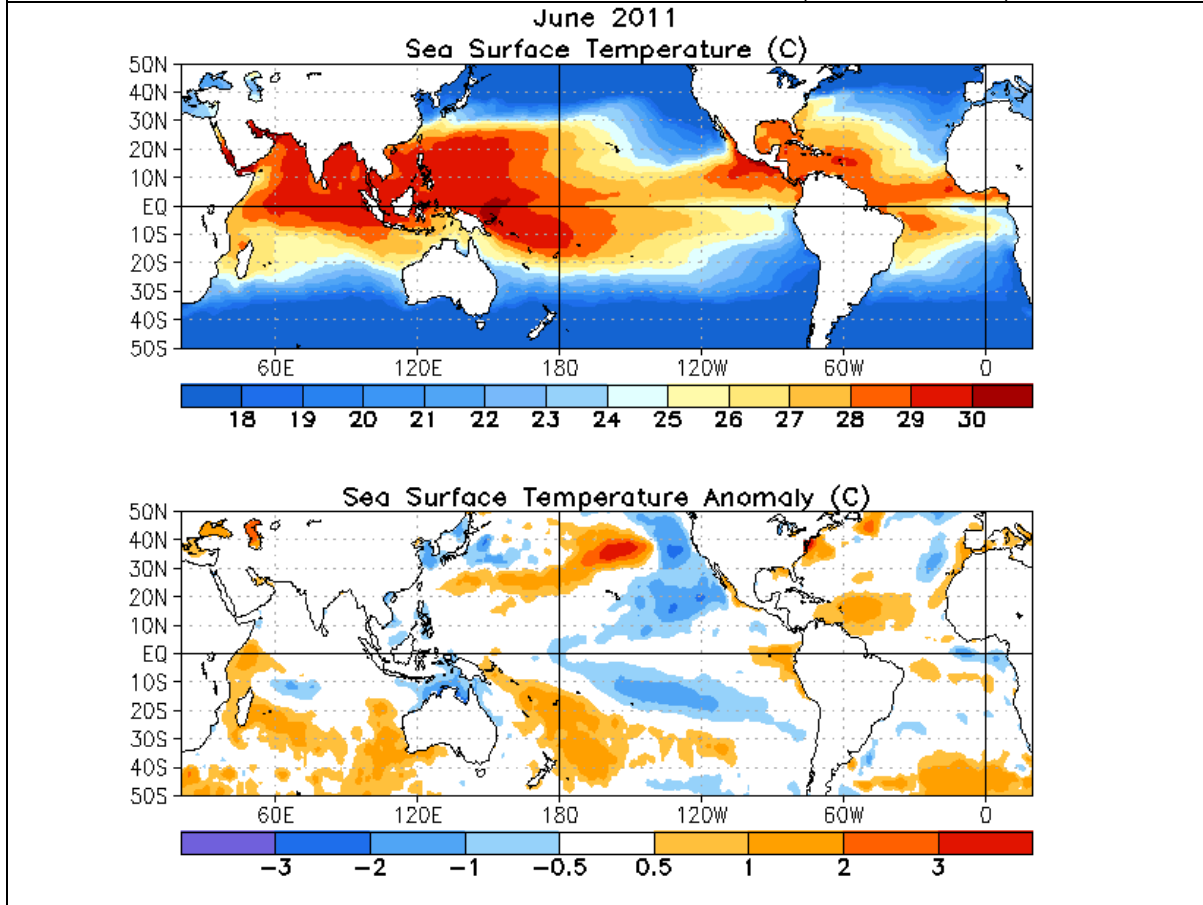 June 2011
Sea Surface Temperature (C)
50N
40N
30N
20N
10N
EQ
10S
20S
30S
40S
50S
60E 120E 180 120W 60W 0
18 19 20 21 22 23 24 25 26 27 28 29 30
Sea Surface Temperature Anomaly (C)
50N
40N
30N
20N
10N
EQ
10S
20S
30S
40S
50S
60E 120E 180 120W 60W 0
-3 -2 -1 -0.5 0.5 1 2 3